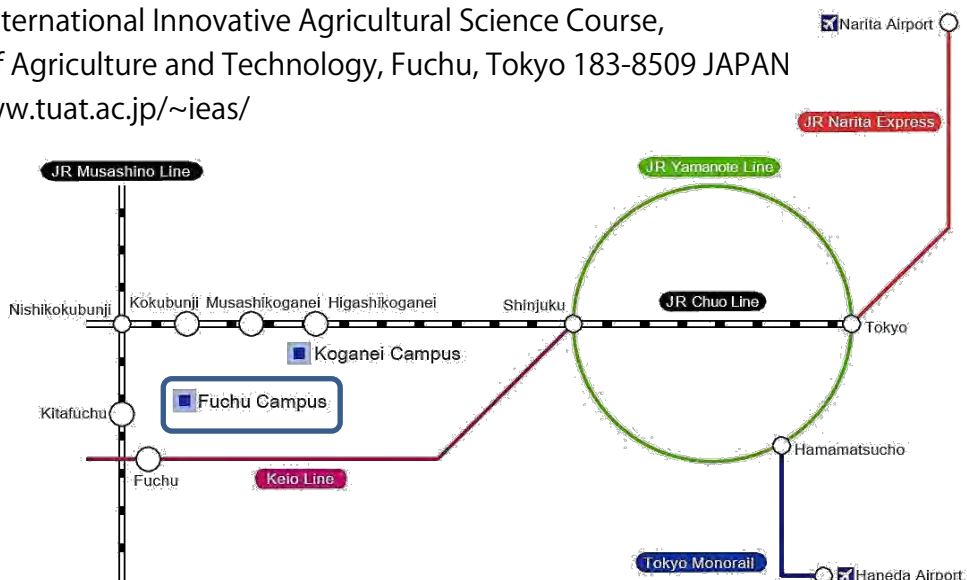 ternational Innovative Agricultural Science Course,
f Agriculture and Technology, Fuchu, Tokyo 183-8509 JAPAN
w.tuat.ac.jp/~ieas/
Narita Airport
JR Narita Express
JR Musashino Line
JR Yamanote Line
Nishikokubunji
Kokubunji
Musashikoganei
Higashikoganei
Shinjuku
JR Chuo Line
Tokyo
Koganei Campus
Fuchu Campus
Kitafuchu
Hamamatsucho
Fuchu
Keio Line
Tokyo Monorail
Haneda Airport